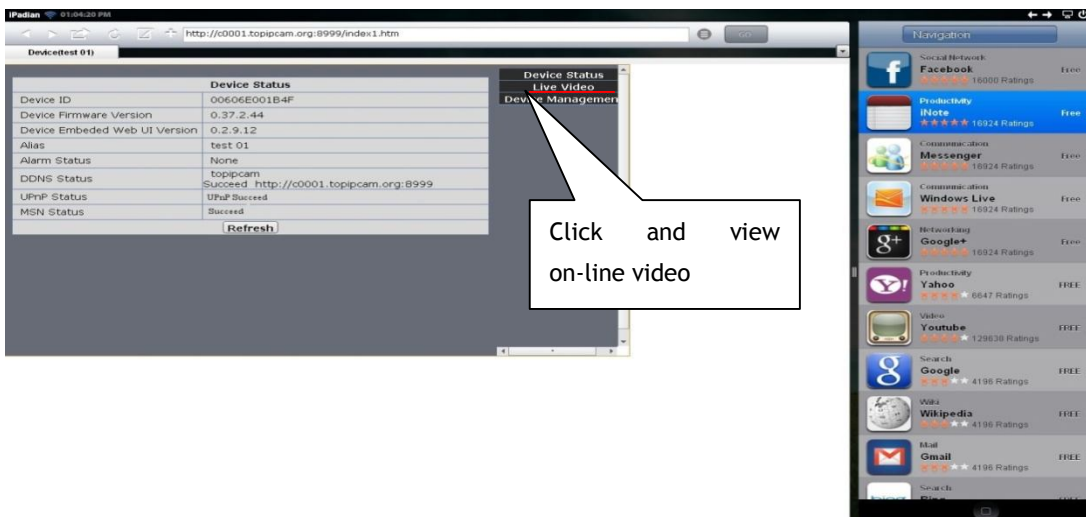 iPadian 01:04:20 PM
http://c0001.topipcam.org:8999/index1.htm
GO
Device(test 01)
Device Status
Device ID 00606E001B4F
Device Firmware Version 0.37.2.44
Device Embeded Web UI Version 0.2.9.12
Alias test 01
Alarm Status None
DDNS Status topipcam
Succeed http://c0001.topipcam.org:8999
UPnP Status UPnP Succeed
MSN Status Succeed
Refresh
Device Status
Live Video
Device Managemen
Click and view
on-line video
Navigation
Social Network
Facebook Free
16000 Ratings
Productivity
iNote Free
16924 Ratings
Communication
Messenger Free
16924 Ratings
Communication
Windows Live Free
16924 Ratings
Networking
Google+ Free
16924 Ratings
Productivity
Yahoo FREE
6647 Ratings
Video
Youtube FREE
129638 Ratings
Search
Google FREE
4196 Ratings
Wiki
Wikipedia FREE
4196 Ratings
Mail
Gmail FREE
4196 Ratings
Search